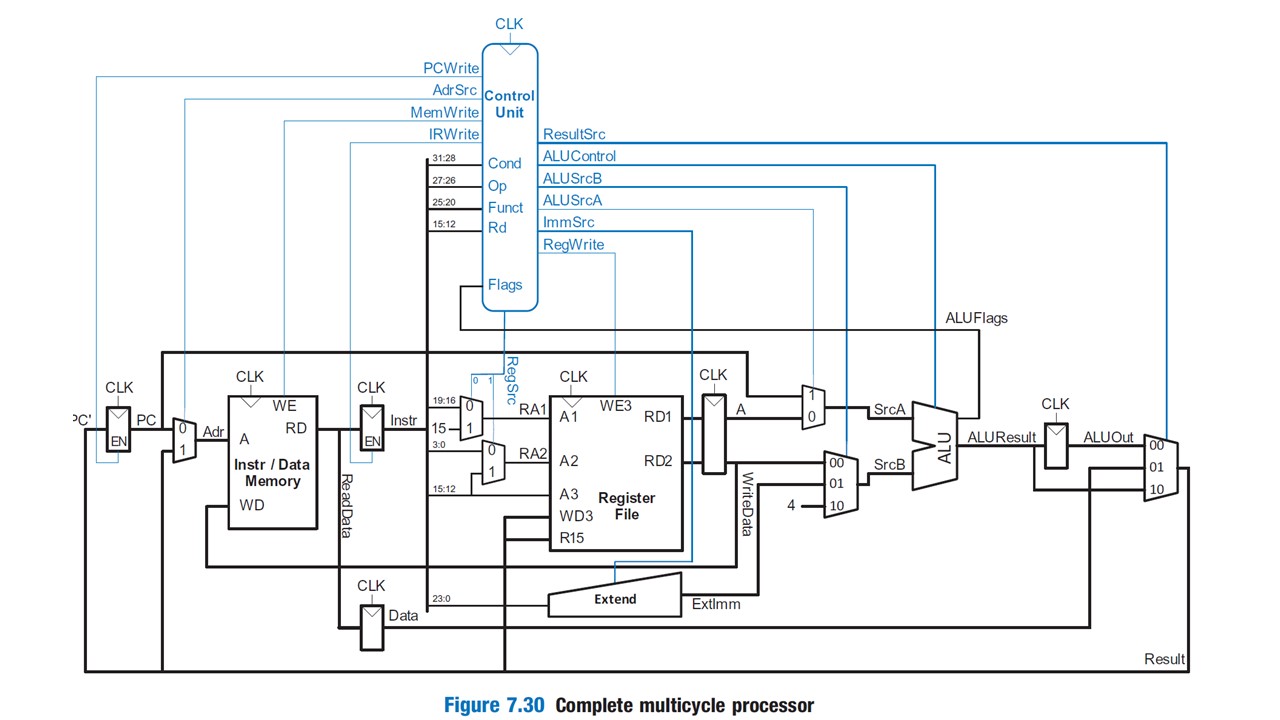 CLK
PCWrite
AdrSrc
MemWrite
IRWrite
Control
Unit
ResultSrc
ALUControl
ALUSrcB
ALUSrcA
ImmSrc
RegWrite
31:28
Cond
27:26
Op
25:20
Funct
15:12
Rd
Flags
ALUFlags
RegSrc
0 1
CLK
PC'
PC
EN
0
1
Adr
CLK
WE
A
RD
Instr / Data
Memory
WD
ReadData
CLK
EN
Instr
19:16
15
3:0
15:12
23:0
0
1
RA1
0
1
RA2
CLK
WE3
A1
RD1
A2
RD2
A3
WD3
R15
Register
File
CLK
A
WriteData
1
0
SrcA
00
01
4
10
SrcB
ALU
ALUResult
CLK
ALUOut
00
01
10
CLK
Data
Extend
ExtImm
Result
Figure 7.30 Complete multicycle processor